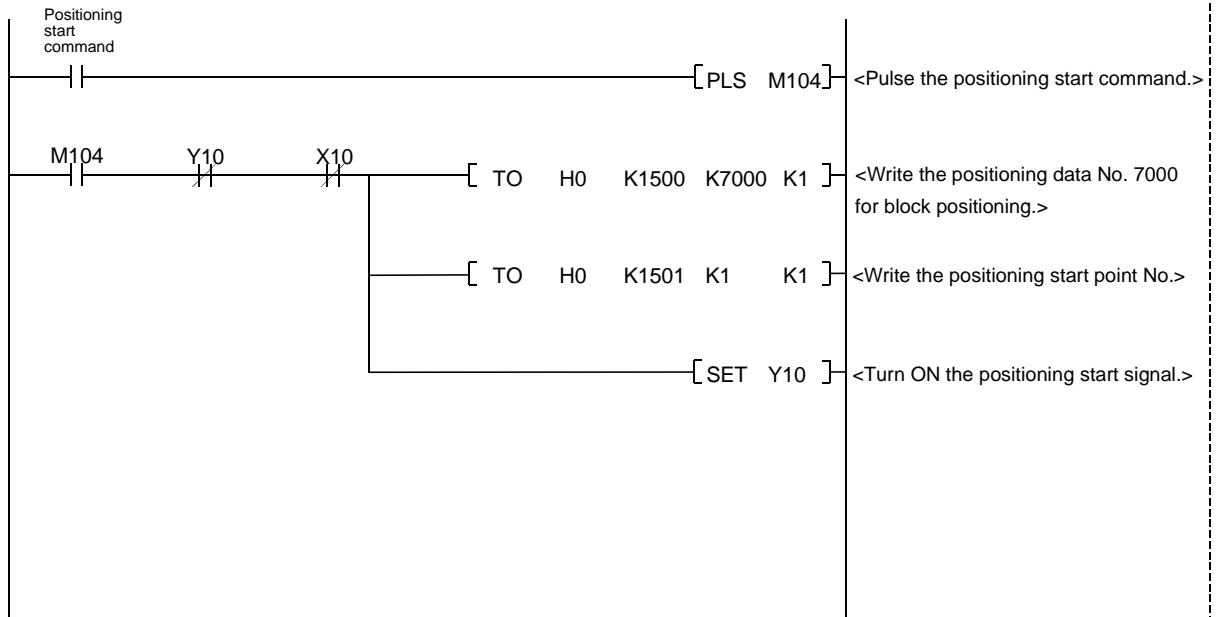 Positioning
start
command
PLS M104 <Pulse the positioning start command.>
M104 Y10 X10
TO H0 K1500 K7000 K1 <Write the positioning data No. 7000
for block positioning.>
TO H0 K1501 K1 K1 <Write the positioning start point No.>
SET Y10 <Turn ON the positioning start signal.>